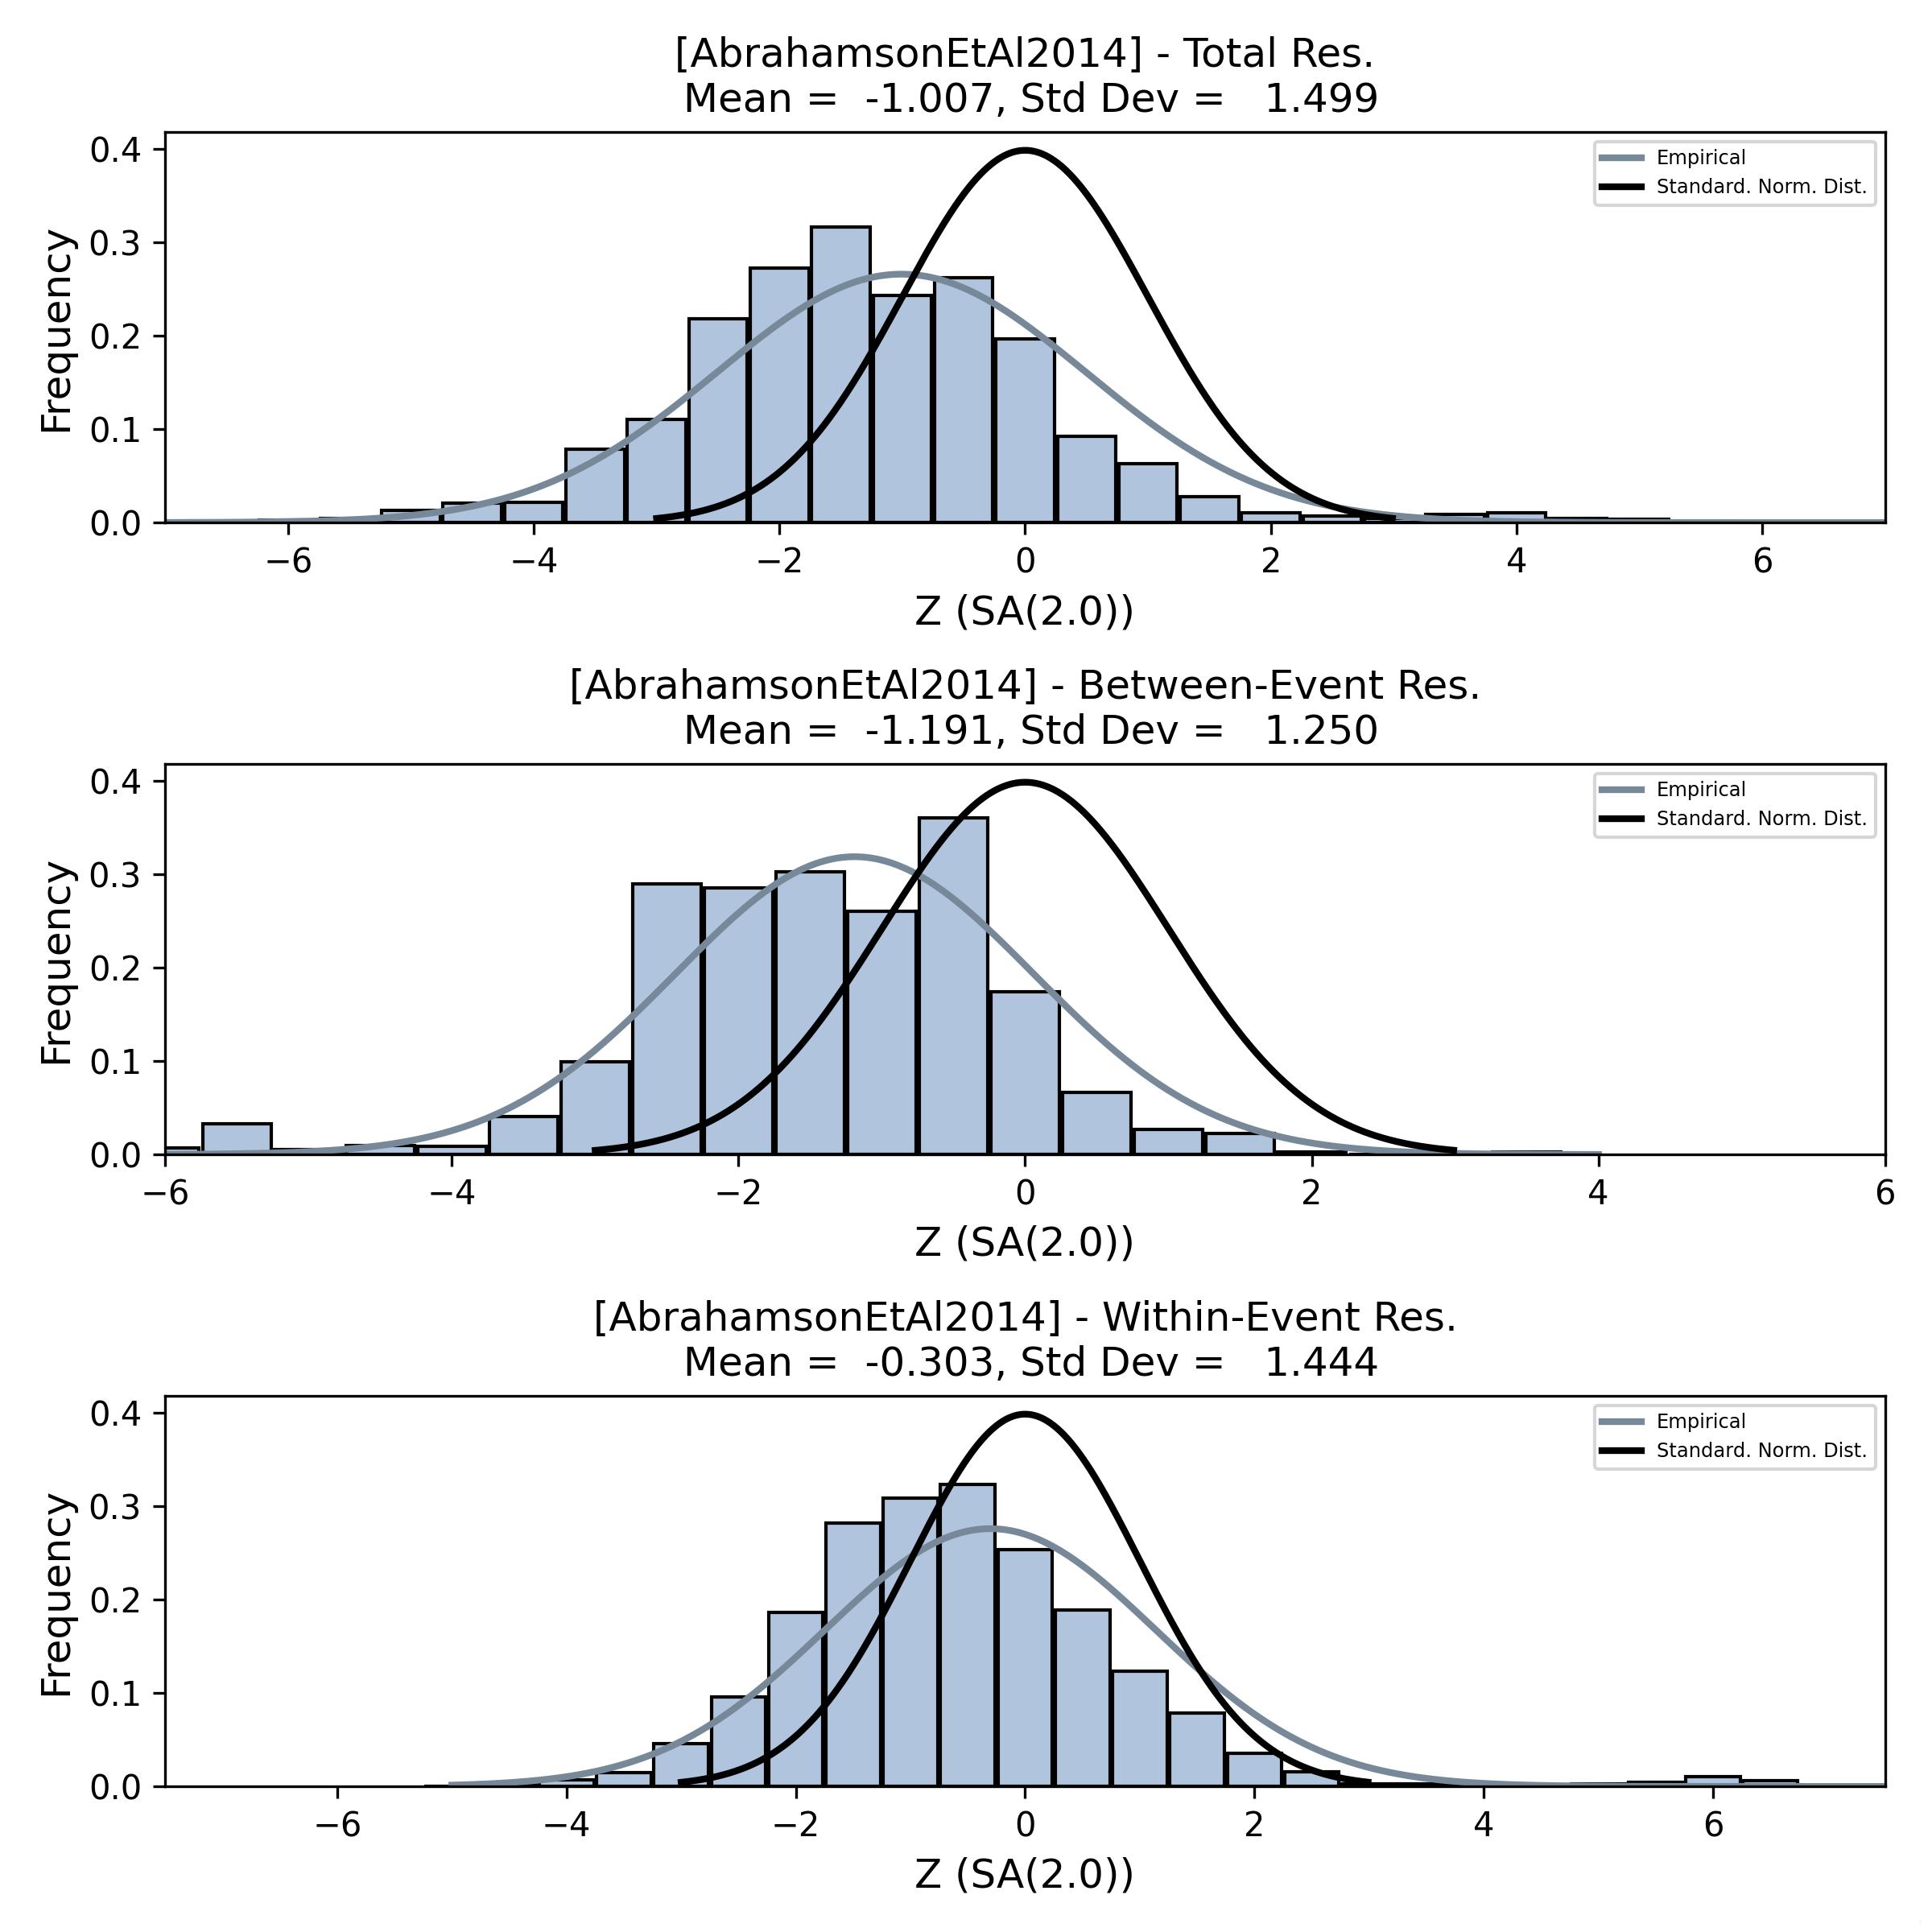 [AbrahamsonEtAl2014] - Total Res.
Mean =  -1.007, Std Dev =   1.499
Frequency
0.4
0.3
0.2
0.1
0.0
Empirical
Standard. Norm. Dist.
−6 −4 −2 0 2 4 6
Z (SA(2.0))
[AbrahamsonEtAl2014] - Between-Event Res.
Mean =  -1.191, Std Dev =   1.250
Frequency
0.4
0.3
0.2
0.1
0.0
Empirical
Standard. Norm. Dist.
−6 −4 −2 0 2 4 6
Z (SA(2.0))
[AbrahamsonEtAl2014] - Within-Event Res.
Mean =  -0.303, Std Dev =   1.444
Frequency
0.4
0.3
0.2
0.1
0.0
Empirical
Standard. Norm. Dist.
−6 −4 −2 0 2 4 6
Z (SA(2.0))